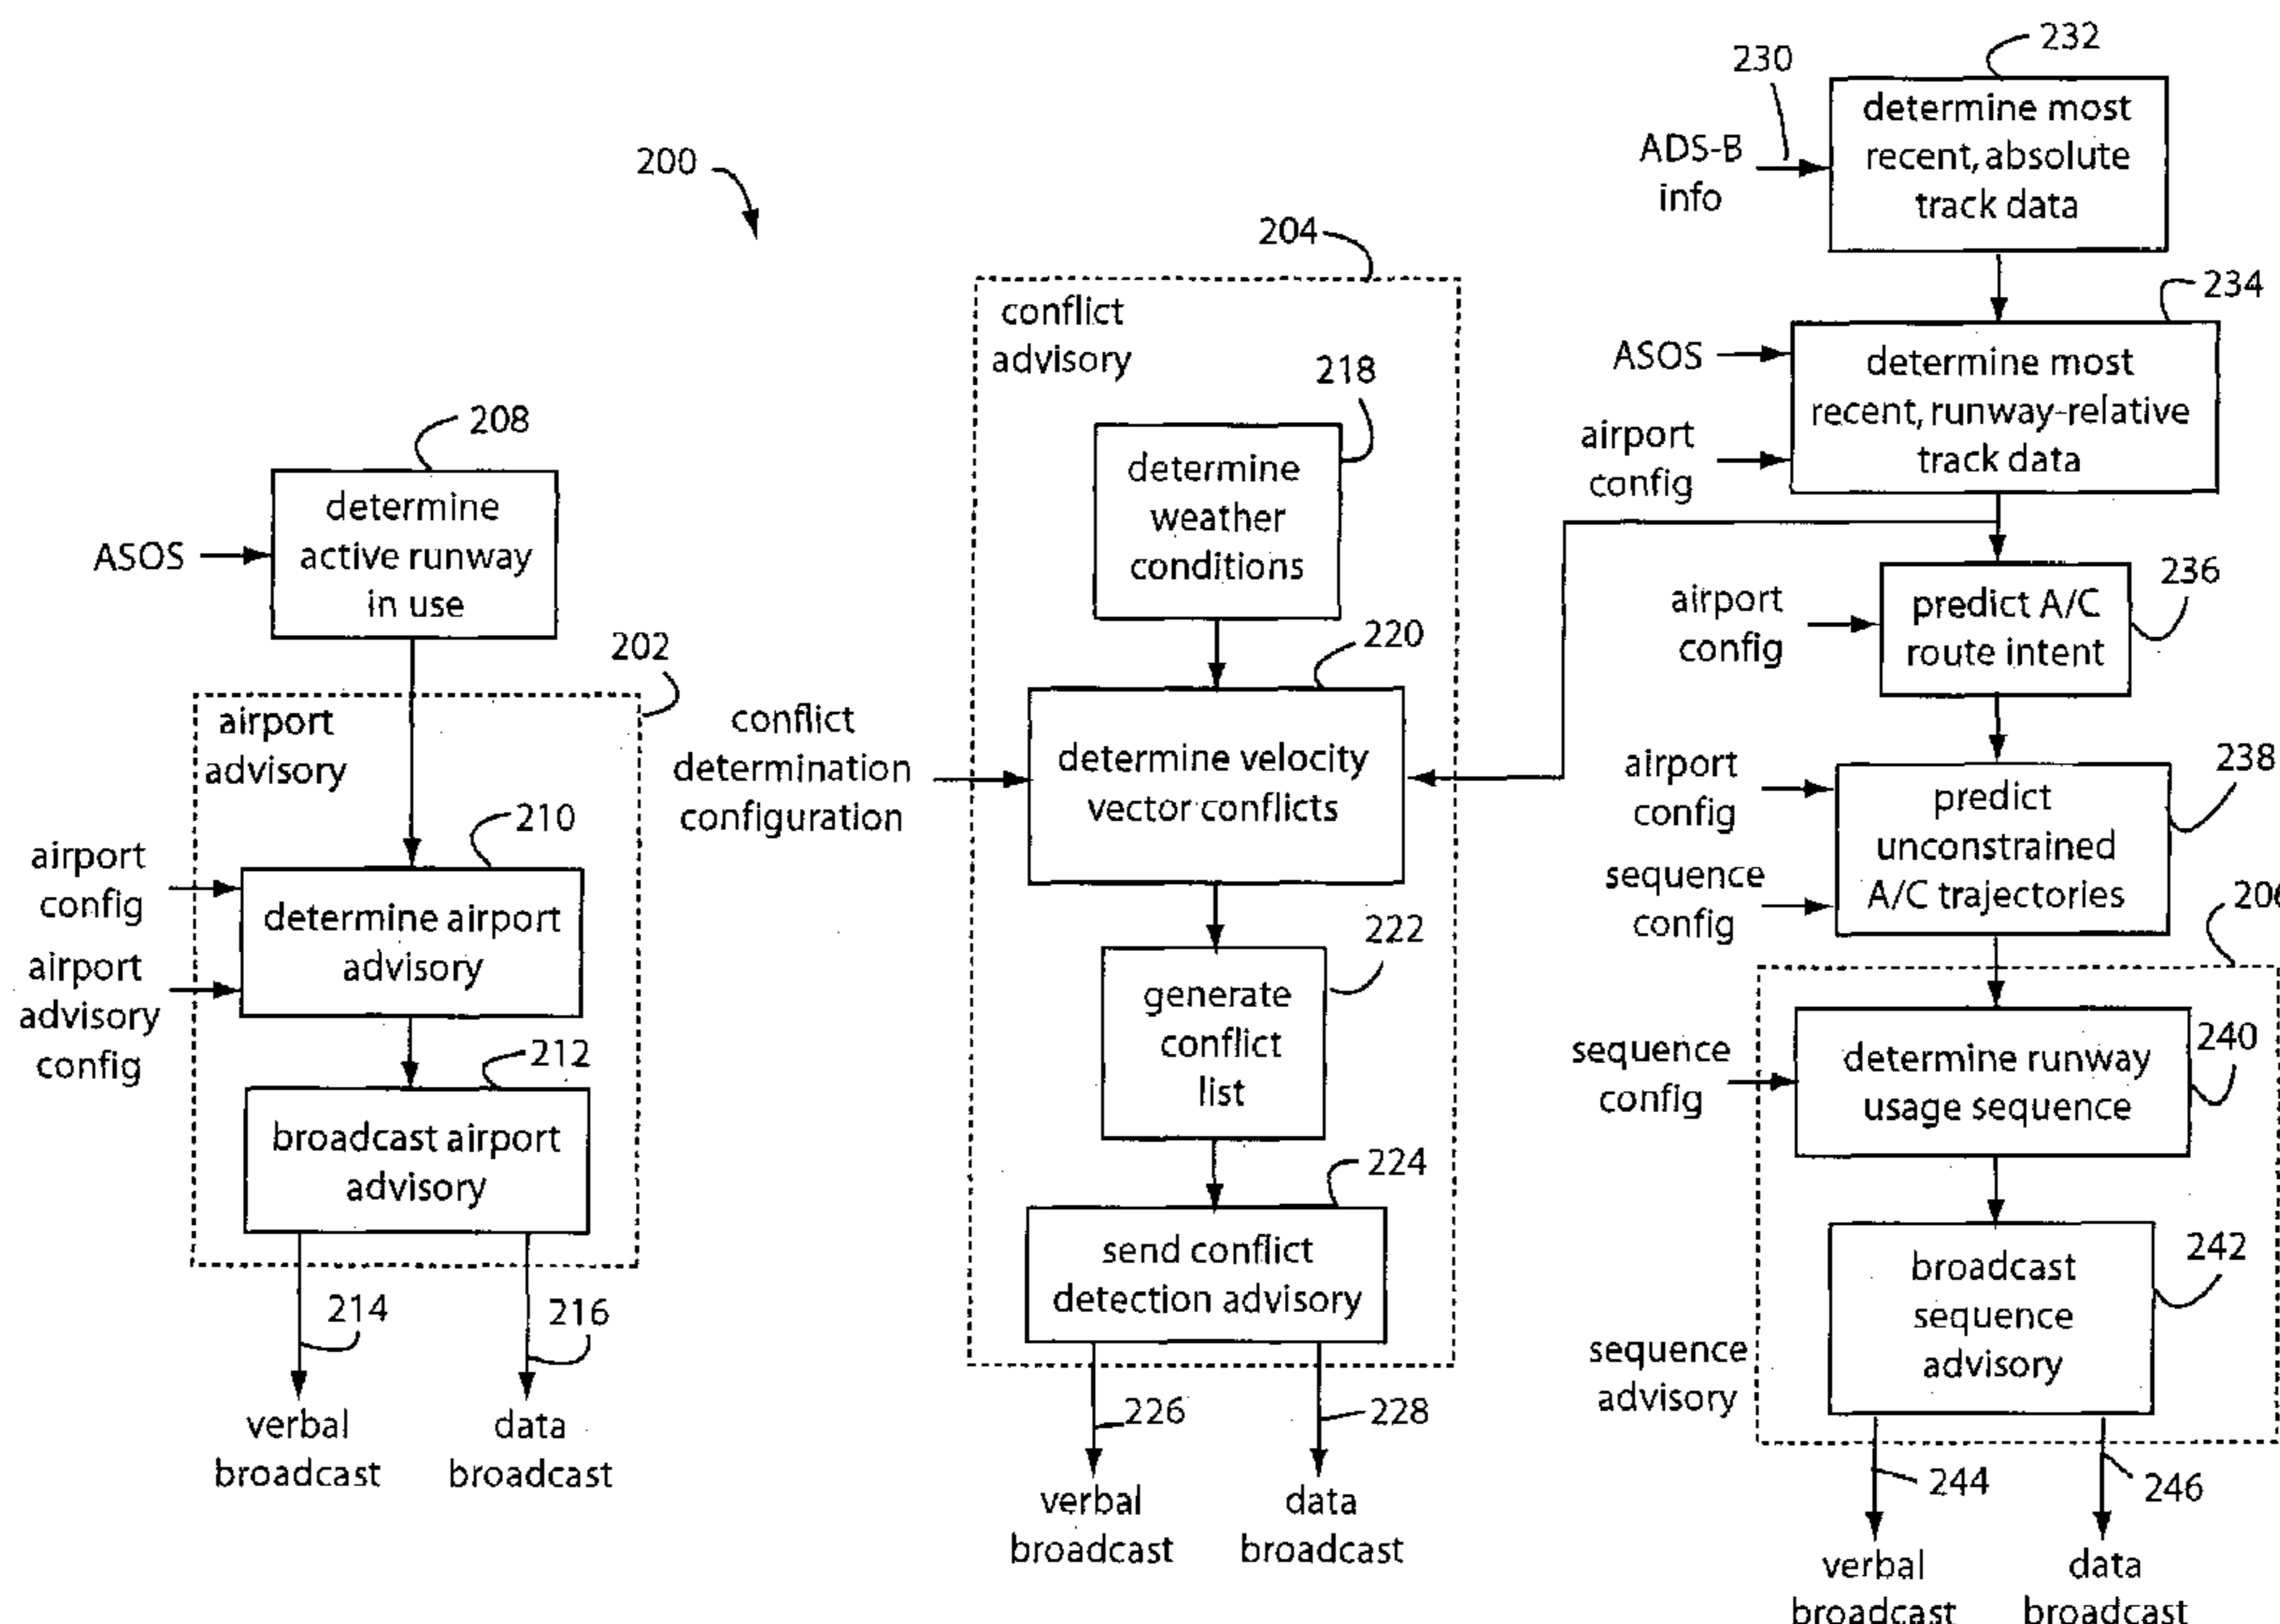 200
208
determine
active runway
in use
ASOS
202
airport
advisory
210
airport
config
airport
advisory
config
determine airport
advisory
212
broadcast airport
advisory
214
216
verbal
broadcast
data
broadcast
204
conflict
advisory
218
determine
weather
conditions
220
conflict
determination
configuration
determine velocity
vector conflicts
222
generate
conflict
list
224
send conflict
detection advisory
226
228
verbal
broadcast
data
broadcast
230
232
ADS-B
info
determine most
recent, absolute
track data
234
ASOS
airport
config
determine most
recent, runway-relative
track data
236
airport
config
predict A/C
route intent
238
airport
config
sequence
config
predict
unconstrained
A/C trajectories
206
sequence
config
determine runway
usage sequence
240
242
broadcast
sequence
advisory
sequence
advisory
244
246
verbal
broadcast
data
broadcast